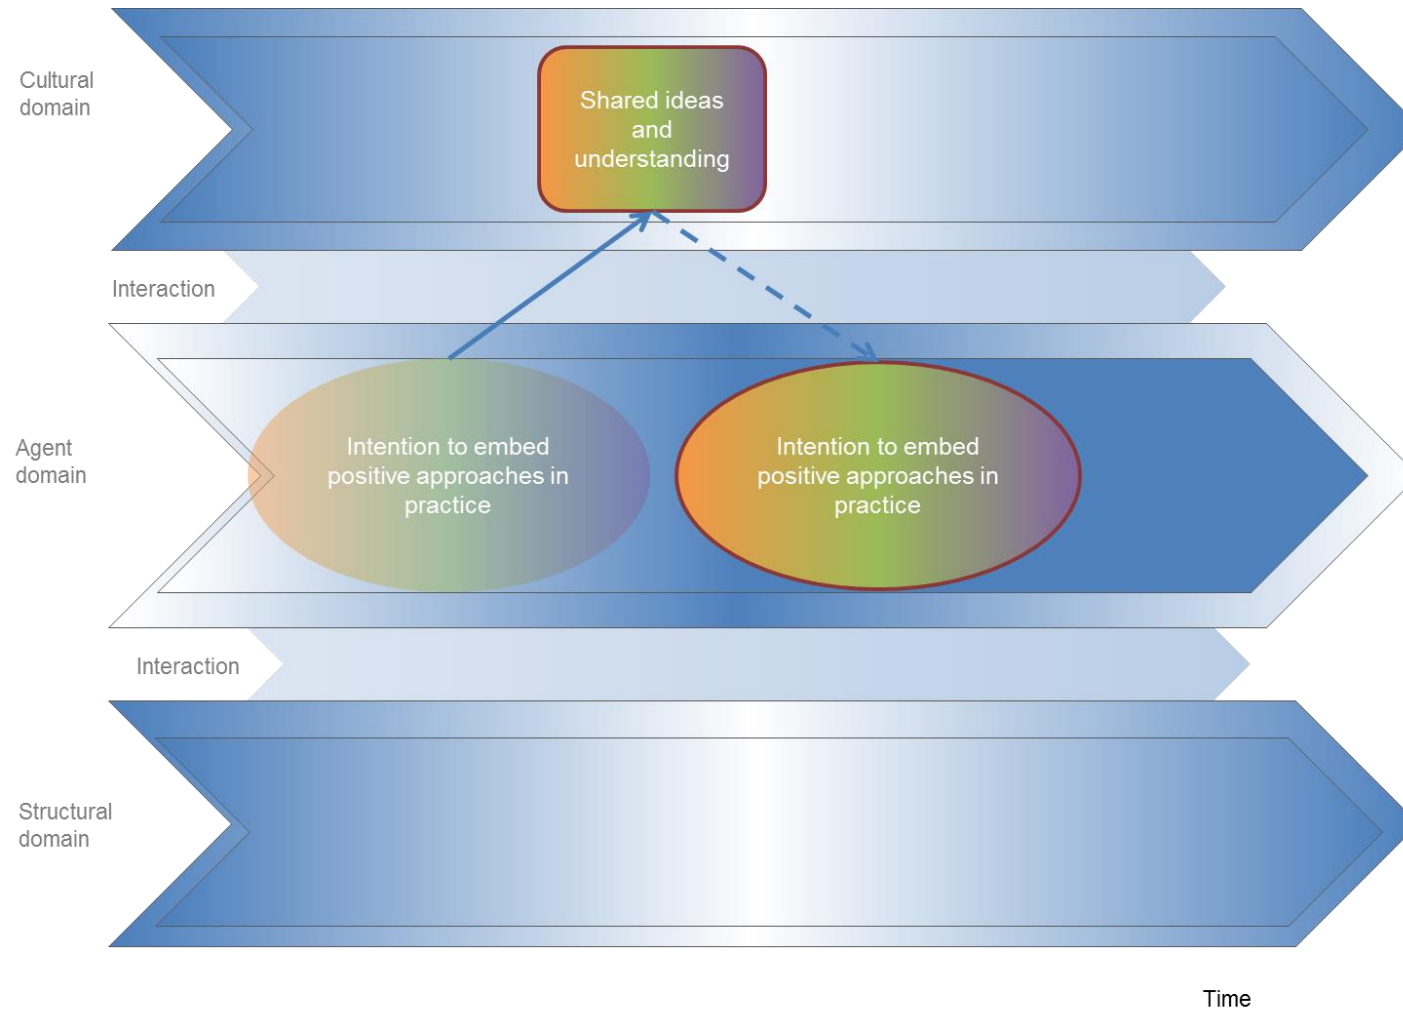 Cultural
domain
Shared ideas
and
understanding
Interaction
Agent
domain
Intention to embed
positive approaches in
practice
Intention to embed
positive approaches in
practice
Interaction
Structural
domain
Time